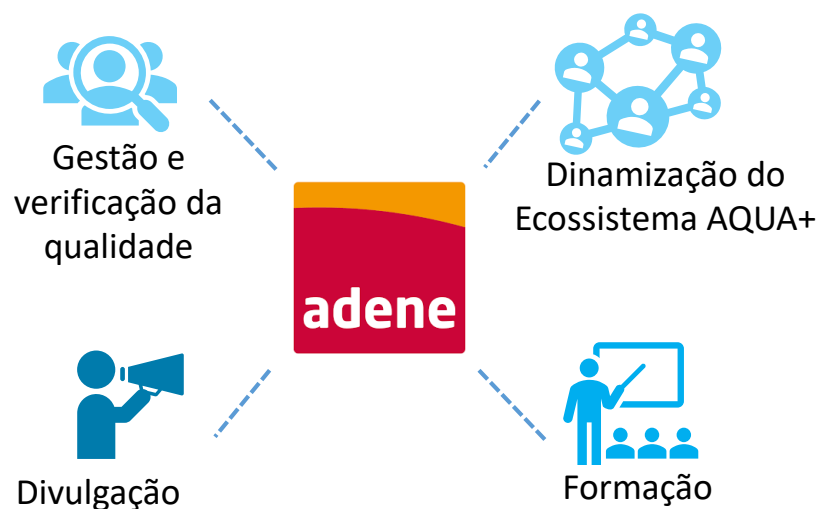 Gestão e
verificação da
qualidade
Dinamização do
Ecossistema AQUA+
adene
Divulgação
Formação